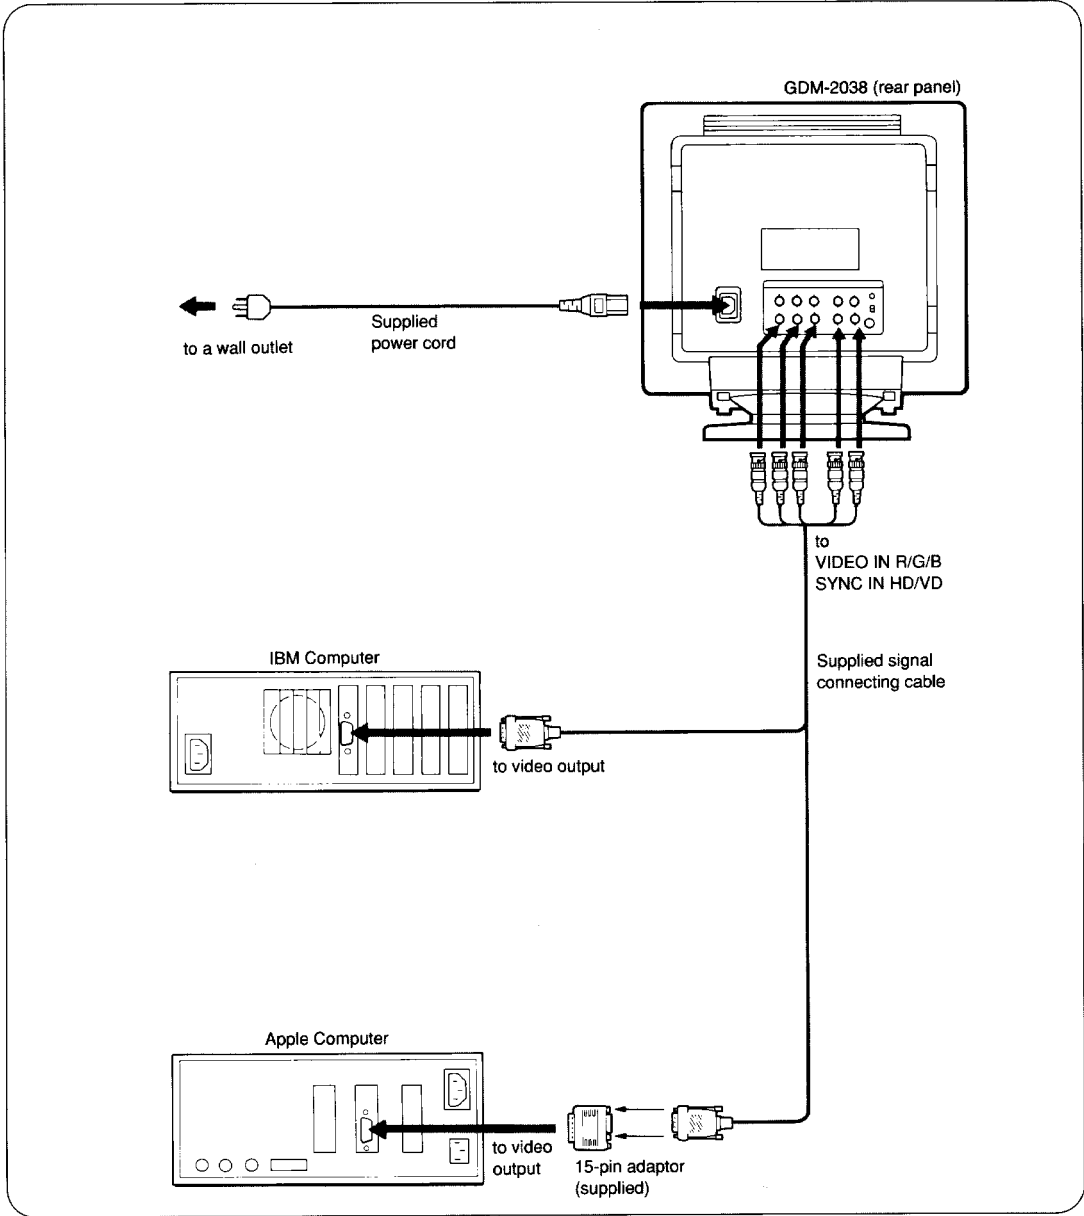 GDM-2038 (rear panel)
Supplied
power cord
to a wall outlet
to
VIDEO IN R/G/B
SYNC IN HD/VD
Supplied signal
connecting cable
IBM Computer
to video output
Apple Computer
to video
output
15-pin adaptor
(supplied)